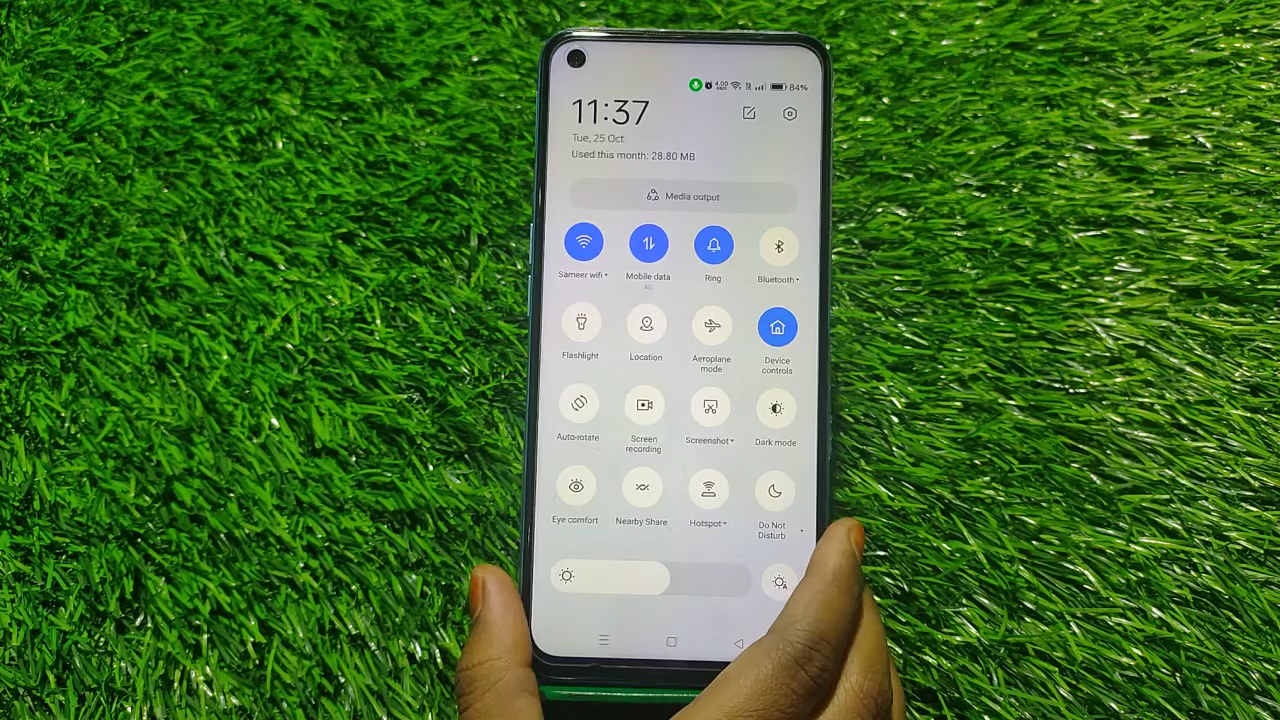 84%
11:37
Tue, 25 Oct
Used this month: 28.80 MB
Media output
Sameer wifi
Mobile data
4G
Ring
Bluetooth
Flashlight
Location
Aeroplane
mode
Device
controls
Auto-rotate
Screen
recording
Screenshot
Dark mode
Eye comfort
Nearby Share
Hotspot
Do Not
Disturb